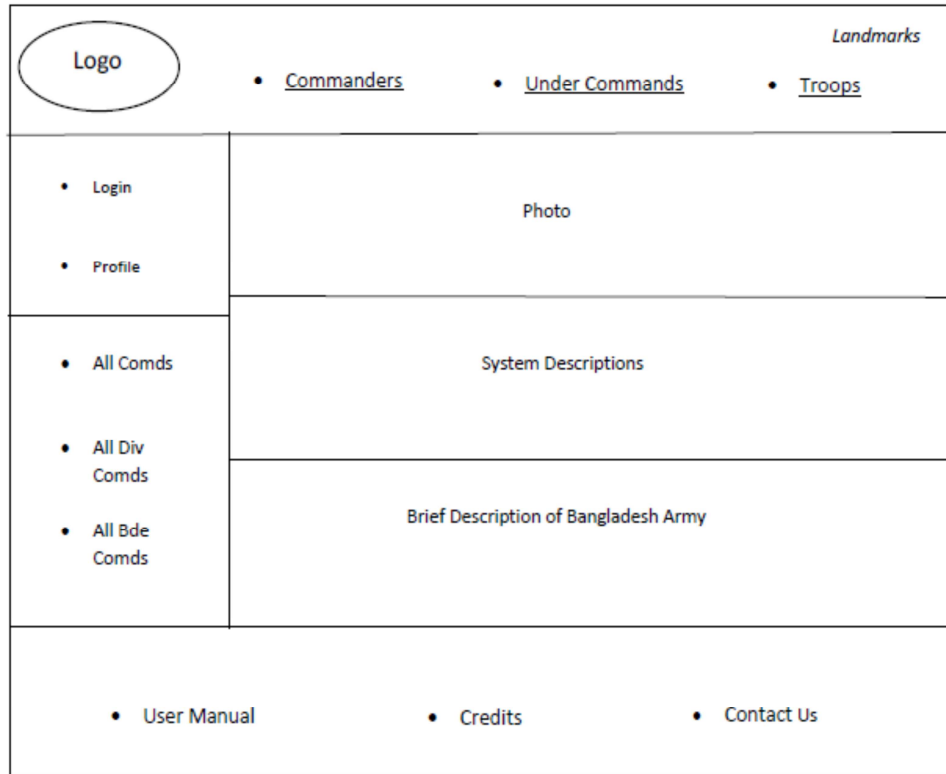 Logo
Landmarks
• Commanders
• Under Commands
• Troops
• Login
• Profile
Photo
• All Comds
• All Div
Comds
• All Bde
Comds
System Descriptions
Brief Description of Bangladesh Army
• User Manual
• Credits
• Contact Us